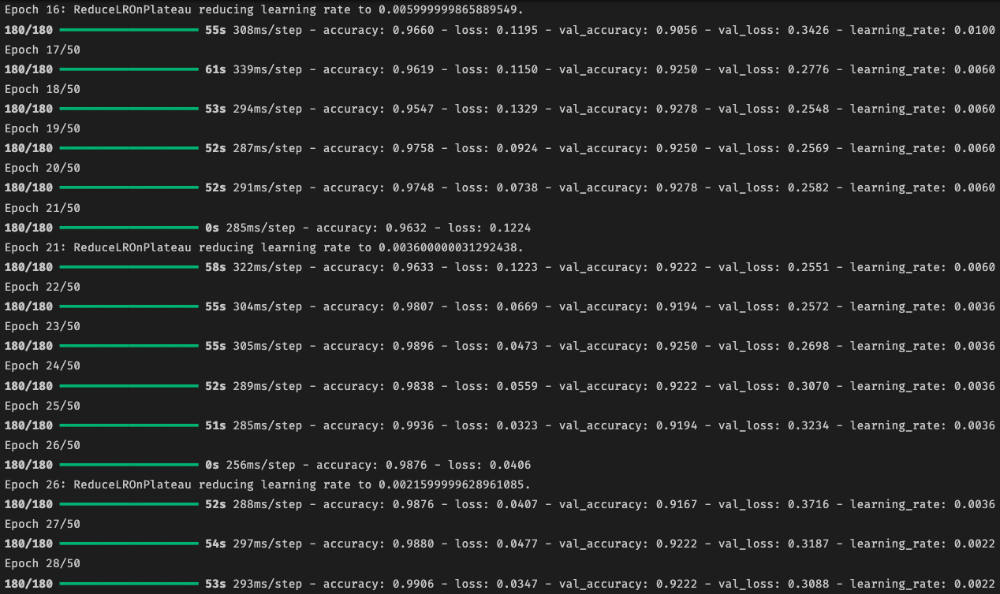 Epoch 16: ReduceLROnPlateau reducing learning rate to 0.005999999865889549.
180/180 55s 308ms/step - accuracy: 0.9660 - loss: 0.1195 - val_accuracy: 0.9056 - val_loss: 0.3426 - learning_rate: 0.0100
Epoch 17/50
180/180 61s 339ms/step - accuracy: 0.9619 - loss: 0.1150 - val_accuracy: 0.9250 - val_loss: 0.2776 - learning_rate: 0.0060
Epoch 18/50
180/180 53s 294ms/step - accuracy: 0.9547 - loss: 0.1329 - val_accuracy: 0.9278 - val_loss: 0.2548 - learning_rate: 0.0060
Epoch 19/50
180/180 52s 287ms/step - accuracy: 0.9758 - loss: 0.0924 - val_accuracy: 0.9250 - val_loss: 0.2569 - learning_rate: 0.0060
Epoch 20/50
180/180 52s 291ms/step - accuracy: 0.9748 - loss: 0.0738 - val_accuracy: 0.9278 - val_loss: 0.2582 - learning_rate: 0.0060
Epoch 21/50
180/180 0s 285ms/step - accuracy: 0.9632 - loss: 0.1224
Epoch 21: ReduceLROnPlateau reducing learning rate to 0.003600000031292438.
180/180 58s 322ms/step - accuracy: 0.9633 - loss: 0.1223 - val_accuracy: 0.9222 - val_loss: 0.2551 - learning_rate: 0.0060
Epoch 22/50
180/180 55s 304ms/step - accuracy: 0.9807 - loss: 0.0669 - val_accuracy: 0.9194 - val_loss: 0.2572 - learning_rate: 0.0036
Epoch 23/50
180/180 55s 305ms/step - accuracy: 0.9896 - loss: 0.0473 - val_accuracy: 0.9250 - val_loss: 0.2698 - learning_rate: 0.0036
Epoch 24/50
180/180 52s 289ms/step - accuracy: 0.9838 - loss: 0.0559 - val_accuracy: 0.9222 - val_loss: 0.3070 - learning_rate: 0.0036
Epoch 25/50
180/180 51s 285ms/step - accuracy: 0.9936 - loss: 0.0323 - val_accuracy: 0.9194 - val_loss: 0.3234 - learning_rate: 0.0036
Epoch 26/50
180/180 0s 256ms/step - accuracy: 0.9876 - loss: 0.0406
Epoch 26: ReduceLROnPlateau reducing learning rate to 0.0021599999628961085.
180/180 52s 288ms/step - accuracy: 0.9876 - loss: 0.0407 - val_accuracy: 0.9167 - val_loss: 0.3716 - learning_rate: 0.0036
Epoch 27/50
180/180 54s 297ms/step - accuracy: 0.9880 - loss: 0.0477 - val_accuracy: 0.9222 - val_loss: 0.3187 - learning_rate: 0.0022
Epoch 28/50
180/180 53s 293ms/step - accuracy: 0.9906 - loss: 0.0347 - val_accuracy: 0.9222 - val_loss: 0.3088 - learning_rate: 0.0022